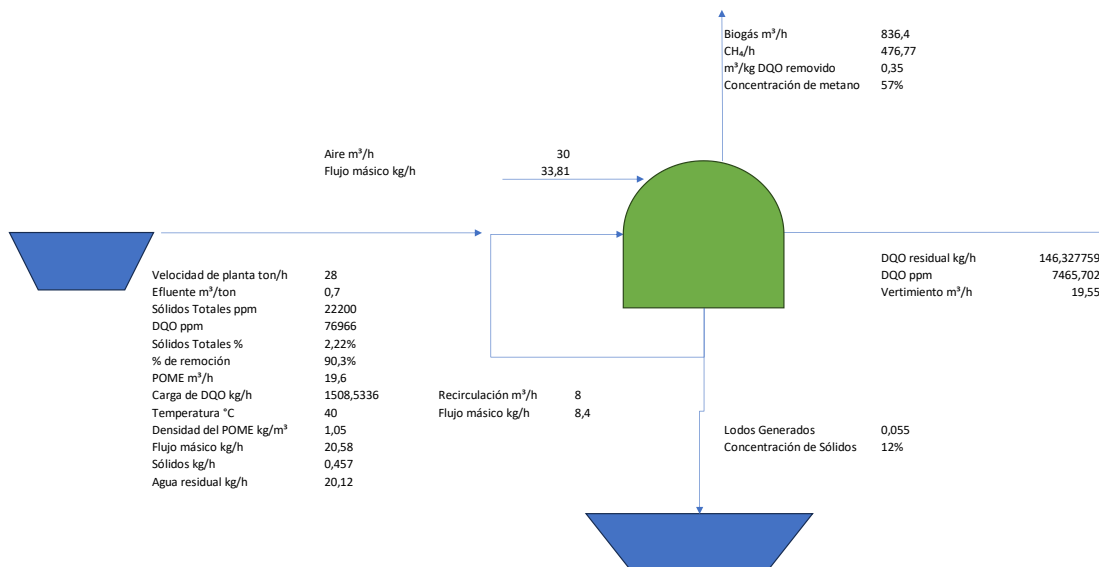 Biogás m³/h 836,4
CH₄/h 476,77
m³/kg DQO removido 0,35
Concentración de metano 57%
Aire m³/h 30
Flujo másico kg/h 33,81
DQO residual kg/h 146,327759
DQO ppm 7465,702
Vertimiento m³/h 19,55
Velocidad de planta ton/h 28
Efluente m³/ton 0,7
Sólidos Totales ppm 22200
DQO ppm 76966
Sólidos Totales % 2,22%
% de remoción 90,3%
POME m³/h 19,6
Carga de DQO kg/h 1508,5336
Temperatura °C 40
Densidad del POME kg/m³ 1,05
Flujo másico kg/h 20,58
Sólidos kg/h 0,457
Agua residual kg/h 20,12
Recirculación m³/h 8
Flujo másico kg/h 8,4
Lodos Generados 0,055
Concentración de Sólidos 12%